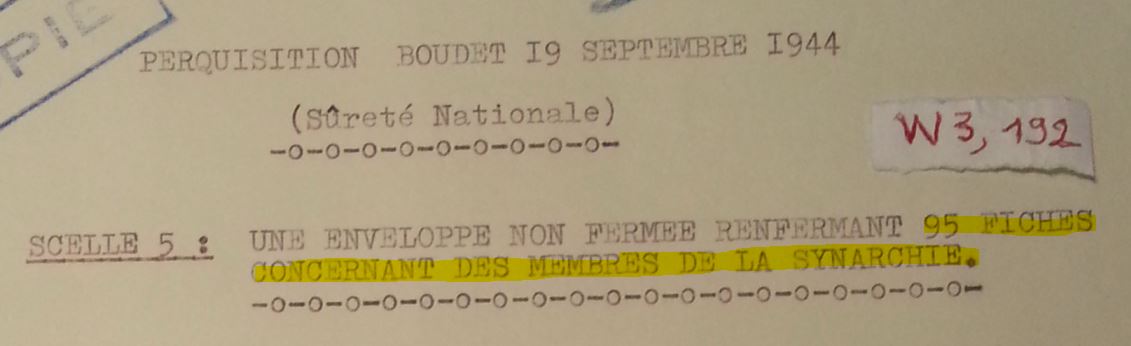 PIE
PERQUISITION BOUDET I9 SEPTEMBRE I944
(Sûreté Nationale)
-o-o-o-o-o-o-o-o-o-
W 3, 192
SCELLE 5 : UNE ENVELOPPE NON FERMEE RENFERMANT 95 FICHES
CONCERNANT DES MEMBRES DE LA SYNARCHIE.
-o-o-o-o-o-o-o-o-o-o-o-o-o-o-o-o-o-o-o-